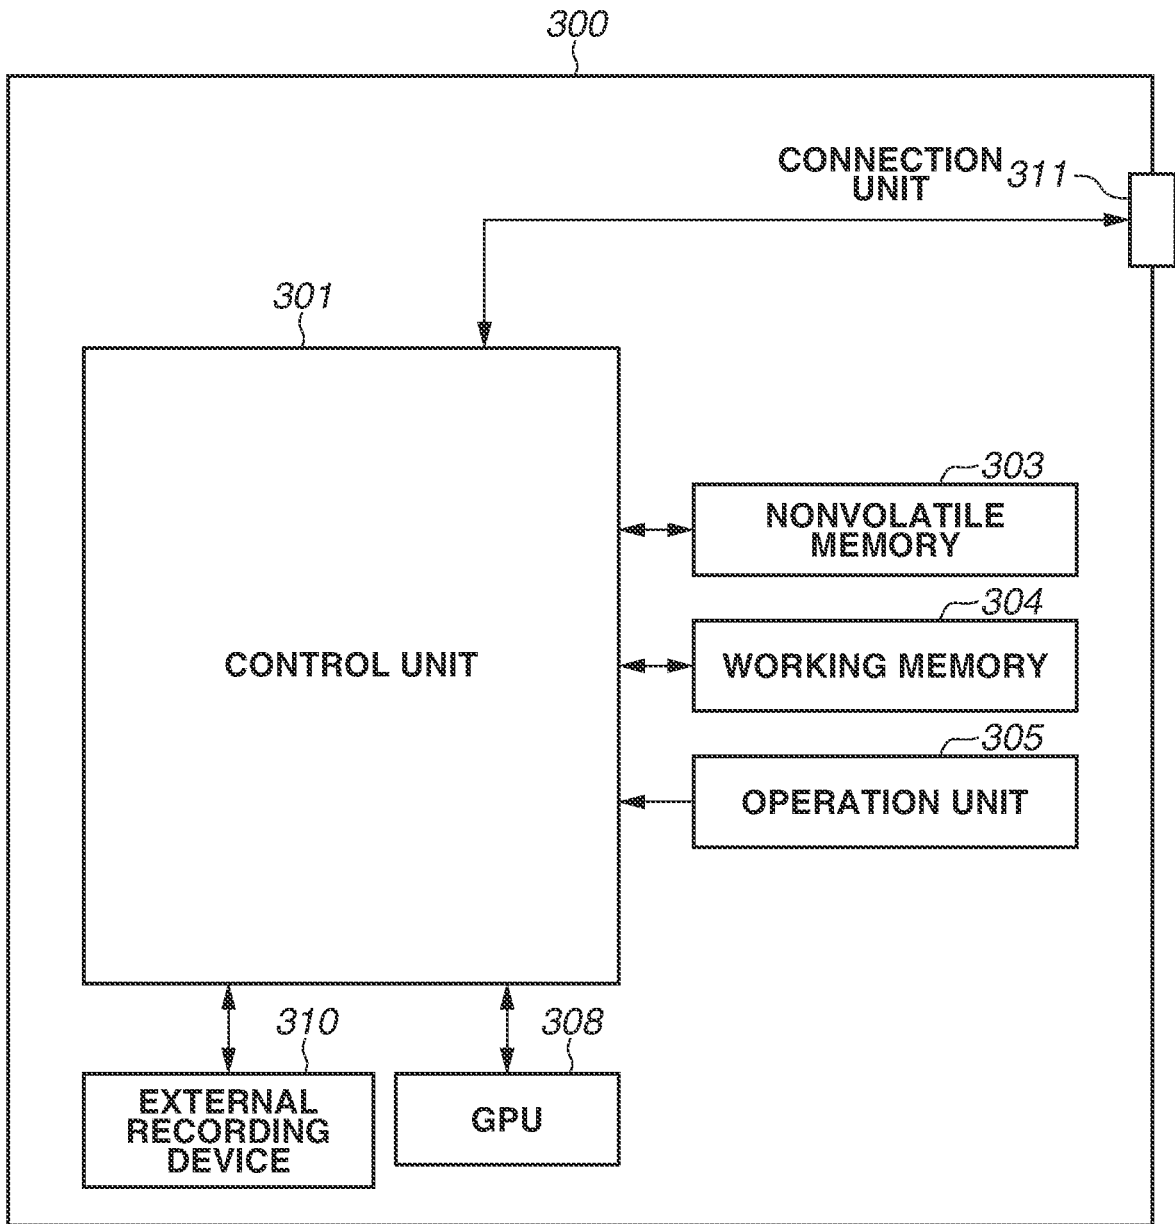 300
CONNECTION
UNIT
311
301
303
NONVOLATILE
MEMORY
304
CONTROL UNIT
WORKING MEMORY
305
OPERATION UNIT
310
308
EXTERNAL
RECORDING
DEVICE
GPU